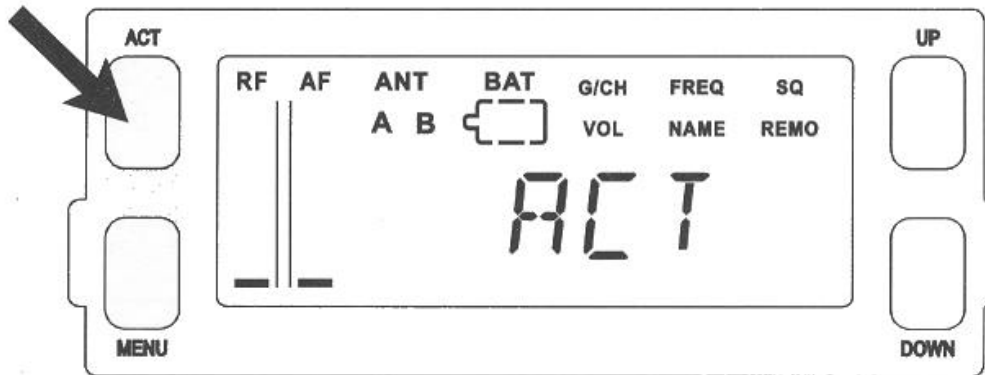 ACT
UP
RF AF ANT BAT G/CH FREQ SQ
A B VOL NAME REMO
ACT
MENU
DOWN